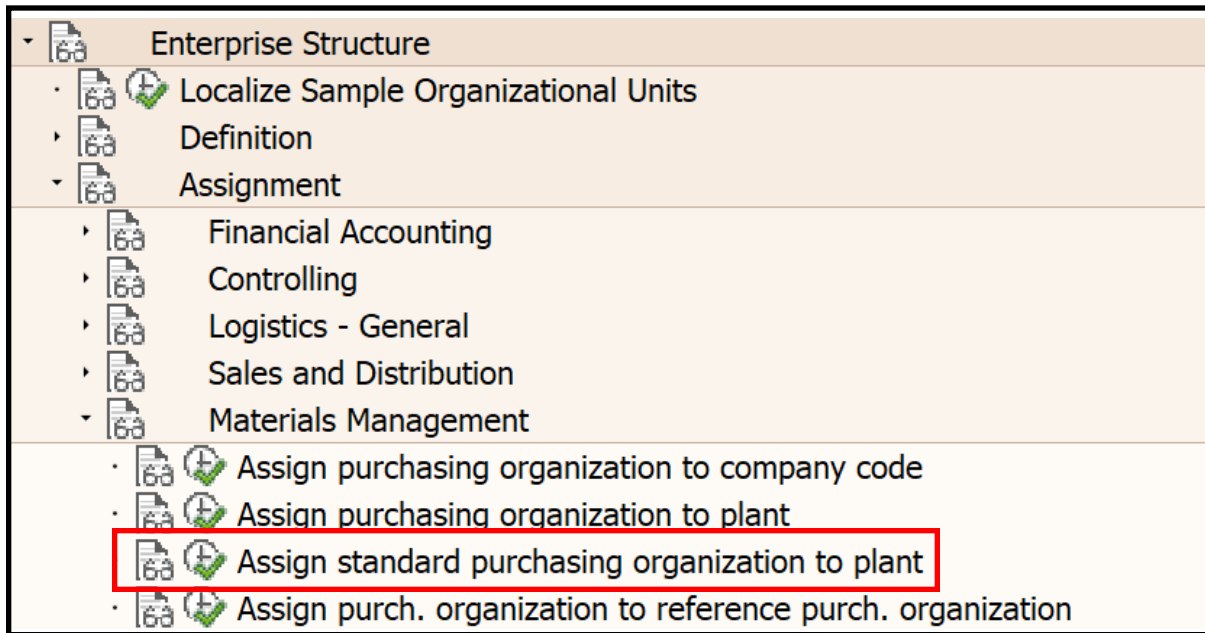 Enterprise Structure
Localize Sample Organizational Units
Definition
Assignment
Financial Accounting
Controlling
Logistics - General
Sales and Distribution
Materials Management
Assign purchasing organization to company code
Assign purchasing organization to plant
Assign standard purchasing organization to plant
Assign purch. organization to reference purch. organization